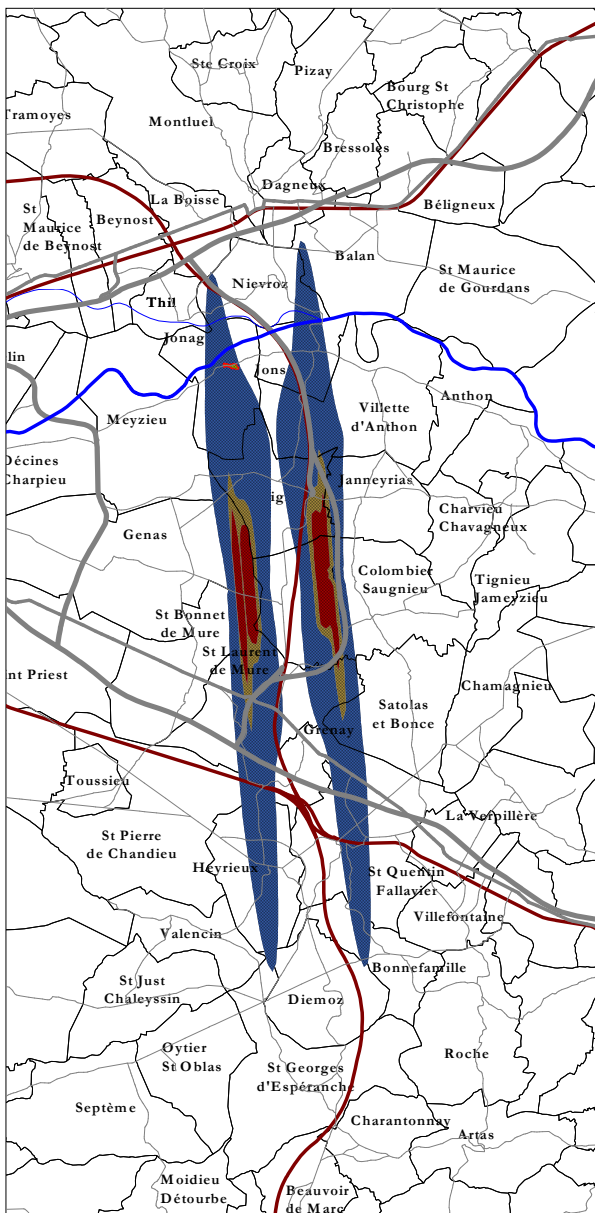 Ste Croix
Pizay
Bourg St
Christophe
Tramoyes
Montluel
Bressoles
Dagneux
La Boisse
St
Maurice
de Beynost
Beynost
Béligneux
Balan
St Maurice
de Gourdans
Nievroz
Thil
Jonag
lin
Jons
Anthon
Villette
d'Anthon
Meyzieu
Décines
Charpieu
Janneyrias
ig
Charvieu
Chavagneux
Genas
Colombier
Saugnieu
Tignieu
Jameyzieu
St Bonnet
de Mure
St Laurent
de Mure
nt Priest
Chamagnieu
Satolas
et Bonce
Grenay
Toussieu
La Verpillère
St Pierre
de Chandieu
Heyrieux
St Quentin
Fallavier
Villefontaine
Valencin
Bonnefamille
St Just
Chaleyssin
Diemoz
Oytier
St Oblas
Roche
St Georges
d'Espéranche
Septème
Charantonnay
Artas
Moidieu
Détourbe
Beauvoir
de Marc